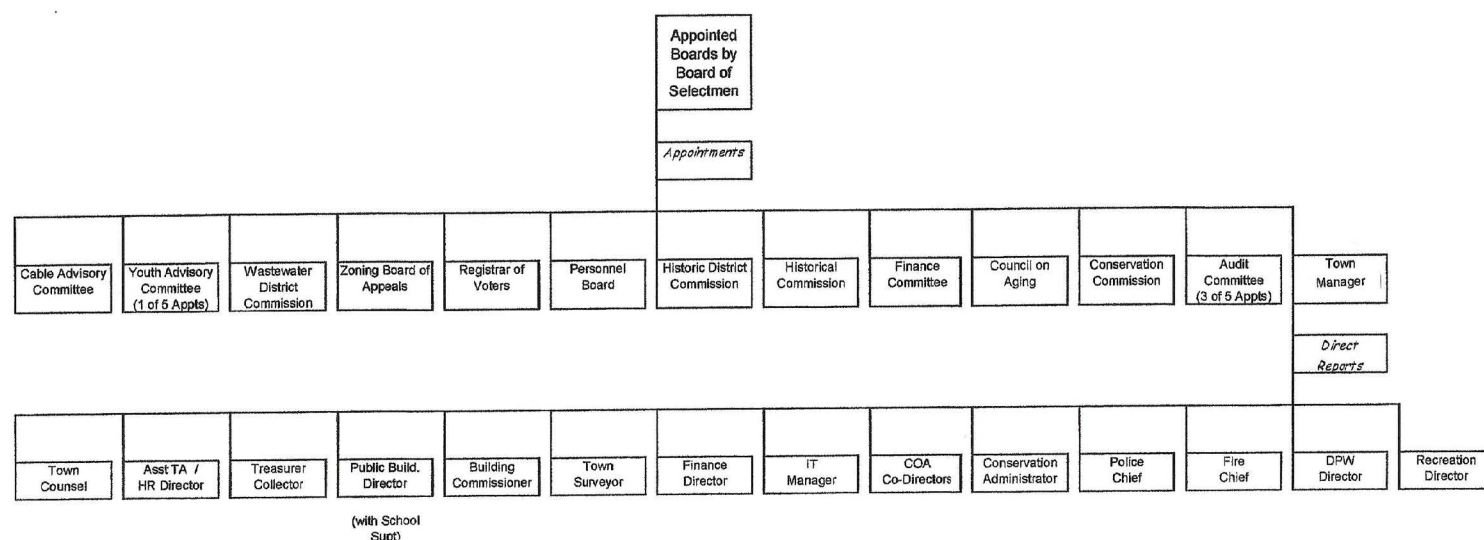 Appointed
Boards by
Board of
Selectmen
Appointments
Cable Advisory
Committee
Youth Advisory
Committee
(1 of 5 Appts)
Wastewater
District
Commission
Zoning Board of
Appeals
Registrar of
Voters
Personnel
Board
Historic District
Commission
Historical
Commission
Finance
Committee
Council on
Aging
Conservation
Commission
Audit
Committee
(3 of 5 Appts)
Town
Manager
Direct
Reports
Town
Counsel
Asst TA /
HR Director
Treasurer
Collector
Public Build.
Director
(with School
Supt)
Building
Commissioner
Town
Surveyor
Finance
Director
IT
Manager
COA
Co-Directors
Conservation
Administrator
Police
Chief
Fire
Chief
DPW
Director
Recreation
Director